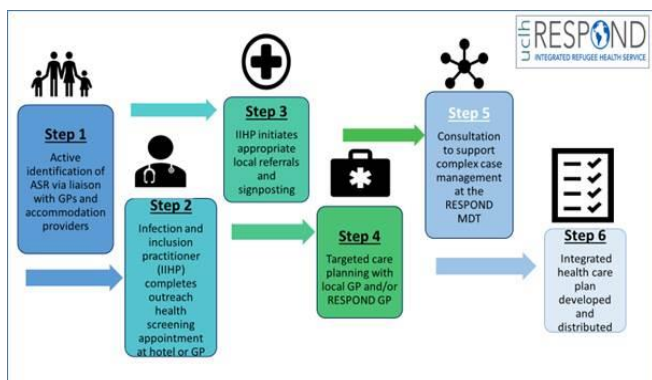 uclh
RESPOND
INTEGRATED REFUGEE HEALTH SERVICE
Step 1
Active
identification of
ASR via liaison
with GPs and
accommodation
providers
Step 2
Infection and
inclusion
practitioner
(IIHP)
completes
outreach
health
screening
appointment
at hotel or GP
Step 3
IIHP initiates
appropriate
local referrals
and
signposting
Step 4
Targeted care
planning with
local GP and/or
RESPOND GP
Step 5
Consultation
to support
complex case
management
at the
RESPOND
MDT
Step 6
Integrated
health care
plan
developed
and
distributed